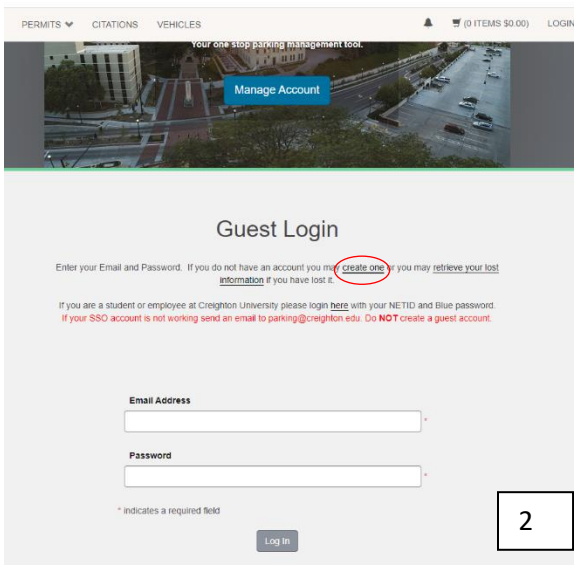 PERMITS CITATIONS VEHICLES (0 ITEMS $0.00) LOGIN
Your one stop parking management tool.
Manage Account
Guest Login
Enter your Email and Password. If you do not have an account you may create one or you may retrieve your lost
information if you have lost it.
If you are a student or employee at Creighton University please login here with your NETID and Blue password.
If your SSO account is not working send an email to parking@creighton.edu. Do NOT create a guest account.
Email Address
*
Password
*
* indicates a required field
Log In
2